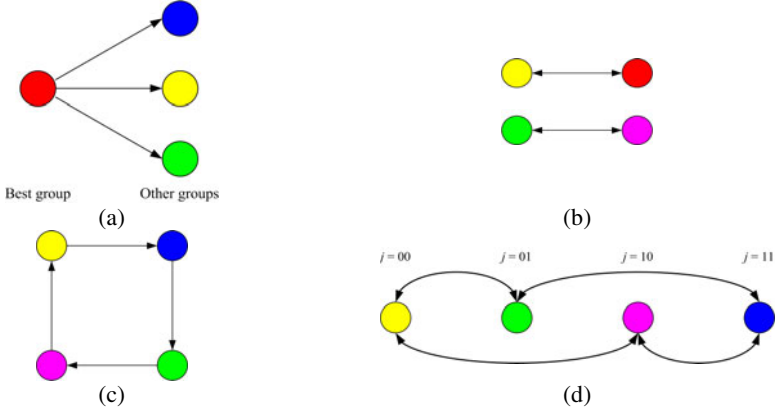 Best group
Other groups
(a)
(b)
(c)
j = 00
j = 01
j = 10
j = 11
(d)